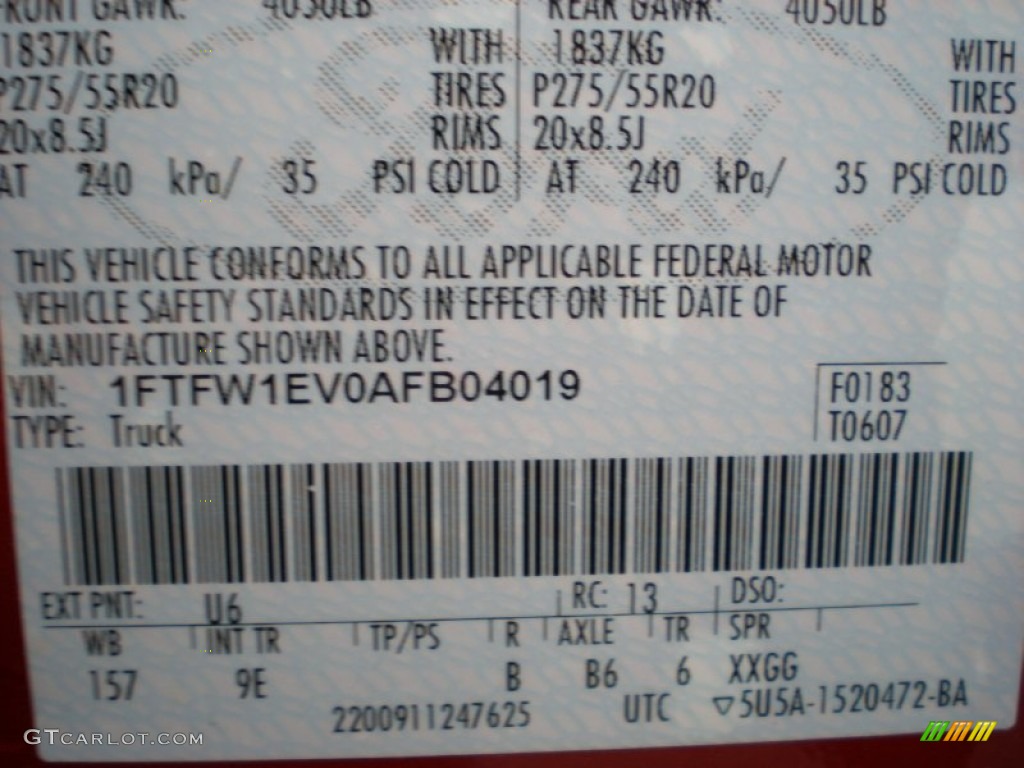 FRONT GAWR: 4050LB REAR GAWR: 4050LB
1837KG WITH 1837KG WITH
P275/55R20 TIRES P275/55R20 TIRES
20x8.5J RIMS 20x8.5J RIMS
AT 240 kPa/ 35 PSI COLD AT 240 kPa/ 35 PSI COLD
THIS VEHICLE CONFORMS TO ALL APPLICABLE FEDERAL MOTOR
VEHICLE SAFETY STANDARDS IN EFFECT ON THE DATE OF
MANUFACTURE SHOWN ABOVE.
VIN: 1FTFW1EV0AFB04019 F0183
TYPE: Truck T0607
EXT PNT: U6 RC: 13 DSO:
WB INT TR TP/PS R AXLE TR SPR
157 9E B B6 6 XXGG
2200911247625 UTC ▽5U5A-1520472-BA
GTCARLOT.COM